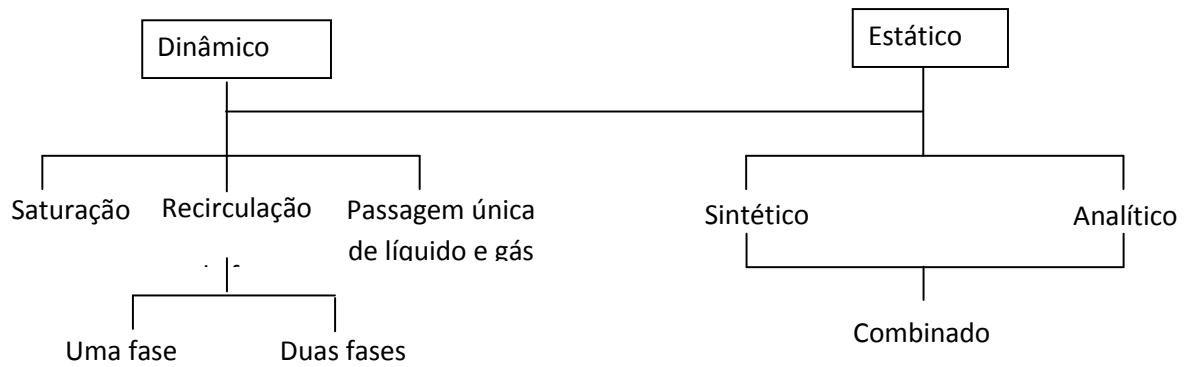 Dinâmico
Estático
Saturação
Recirculação
Passagem única
de líquido e gás
Sintético
Analítico
Uma fase
Duas fases
Combinado